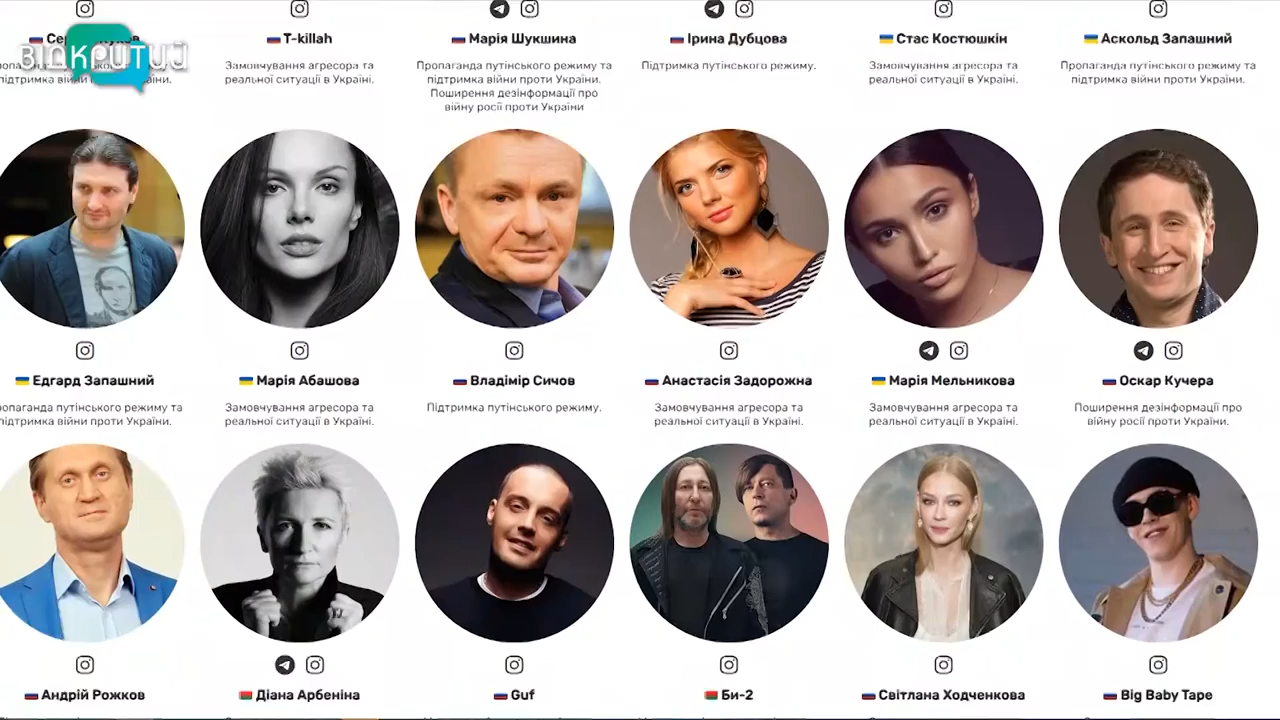 ВІДКРИТИЙ
T-killah
Марія Шукшина
Ірина Дубцова
Стас Костюшкін
Аскольд Запашний
Замовчування агресора та
реальної ситуації в Україні.
Пропаганда путінського режиму та
підтримка війни проти України.
Поширення дезінформації про
війну росії проти України
Підтримка путінського режиму.
Замовчування агресора та
реальної ситуації в Україні.
Пропаганда путінського режиму та
підтримка війни проти України.
Едгард Запашний
Марія Абашова
Владімір Сичов
Анастасія Задорожна
Марія Мельникова
Оскар Кучера
опаганда путінського режиму та
підтримка війни проти України.
Замовчування агресора та
реальної ситуації в Україні.
Підтримка путінського режиму.
Замовчування агресора та
реальної ситуації в Україні.
Замовчування агресора та
реальної ситуації в Україні.
Поширення дезінформації про
війну росії проти України.
Андрій Рожков
Діана Арбеніна
Guf
Би-2
Світлана Ходченкова
Big Baby Tape